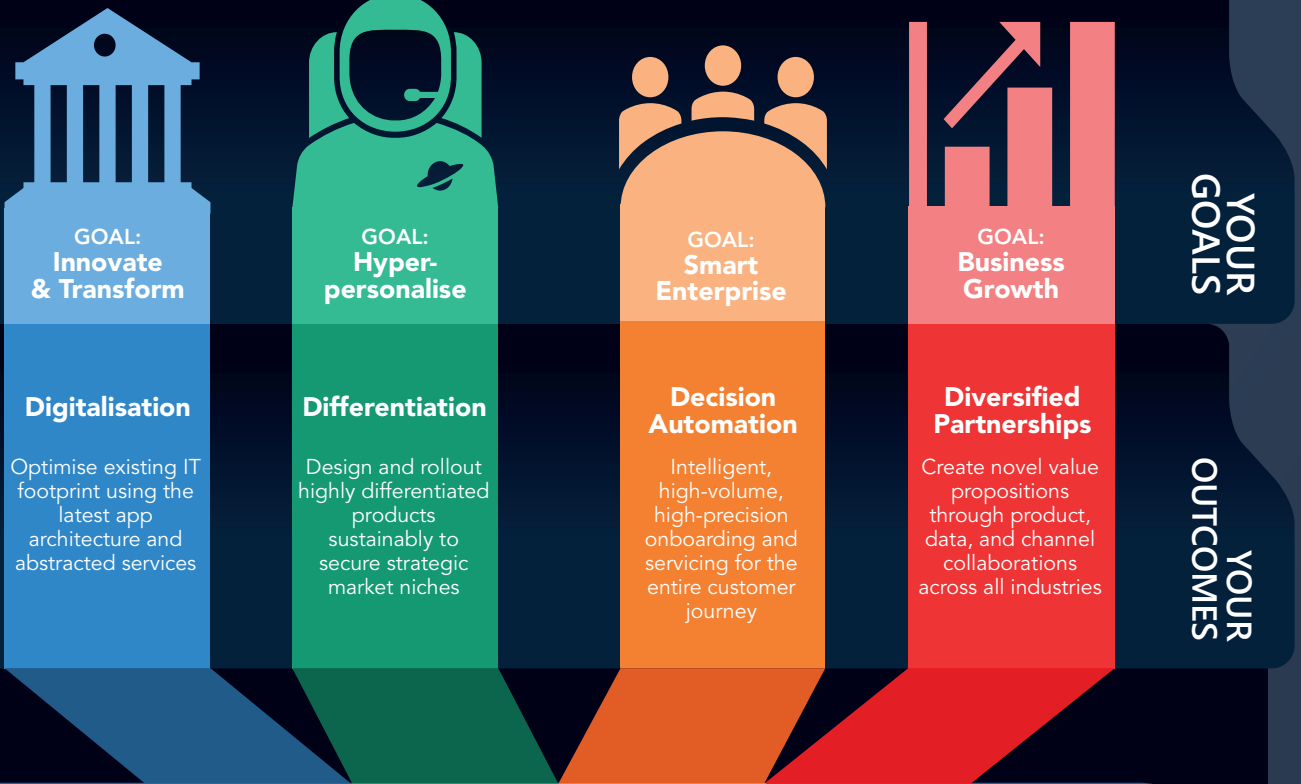 GOAL:
Innovate
& Transform
GOAL:
Hyper-
personalise
GOAL:
Smart
Enterprise
GOAL:
Business
Growth
YOUR
GOALS
Digitalisation
Optimise existing IT
footprint using the
latest app
architecture and
abstracted services
Differentiation
Design and rollout
highly differentiated
products
sustainably to
secure strategic
market niches
Decision
Automation
Intelligent,
high-volume,
high-precision
onboarding and
servicing for the
entire customer
journey
Diversified
Partnerships
Create novel value
propositions
through product,
data, and channel
collaborations
across all industries
YOUR
OUTCOMES